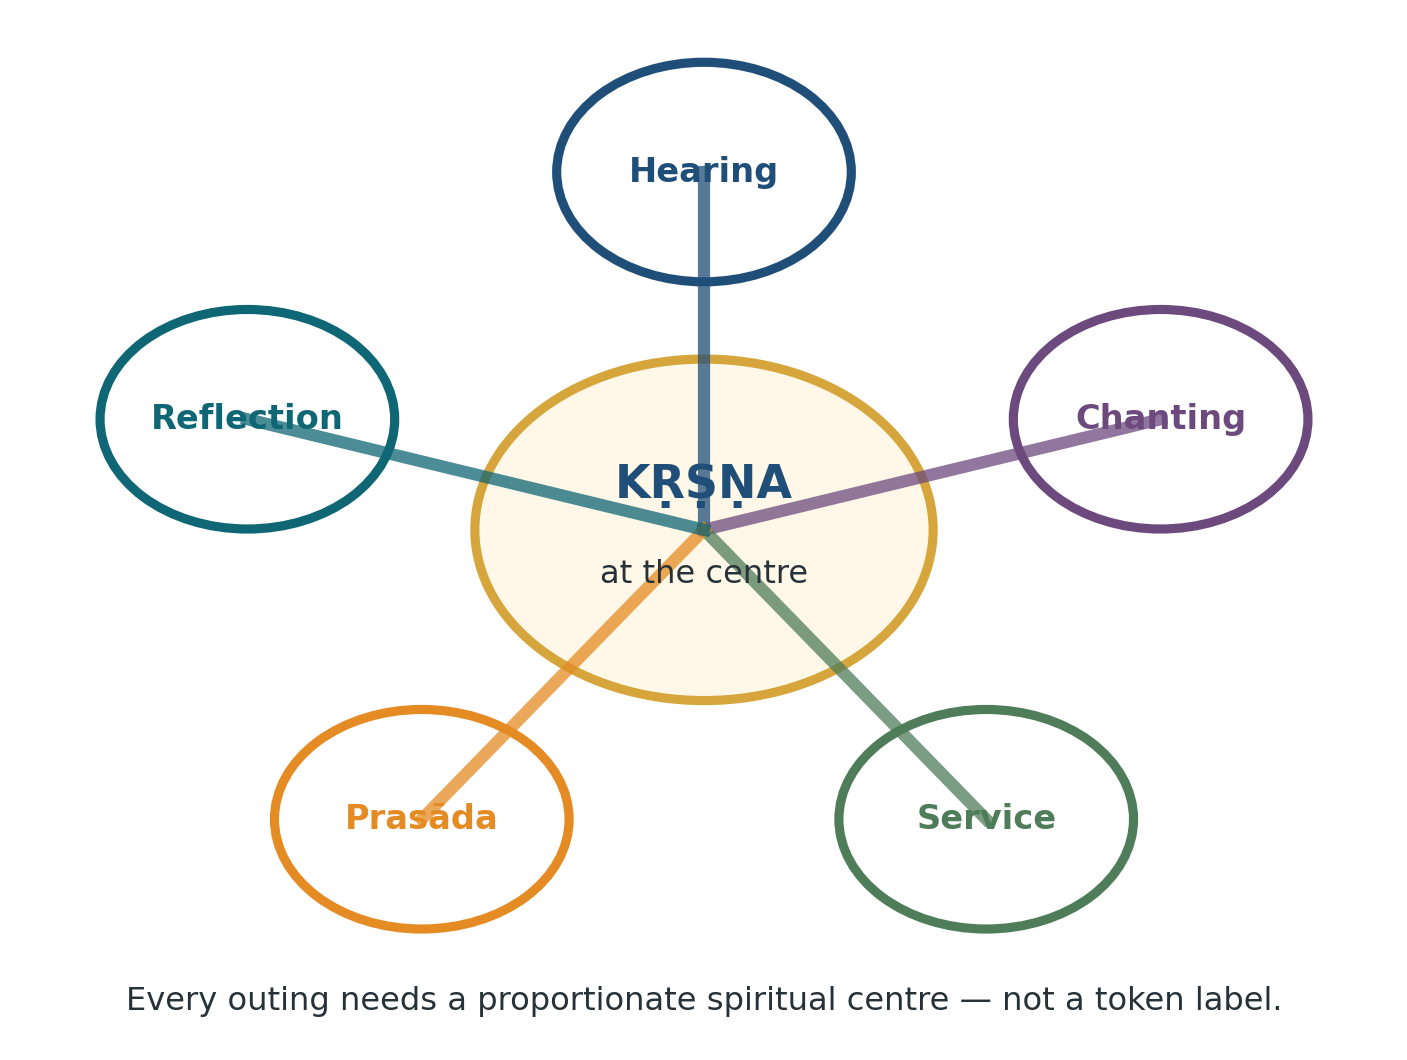 Hearing
Reflection
Chanting
KṚṢṆA
at the centre
Prasāda
Service
Every outing needs a proportionate spiritual centre — not a token label.